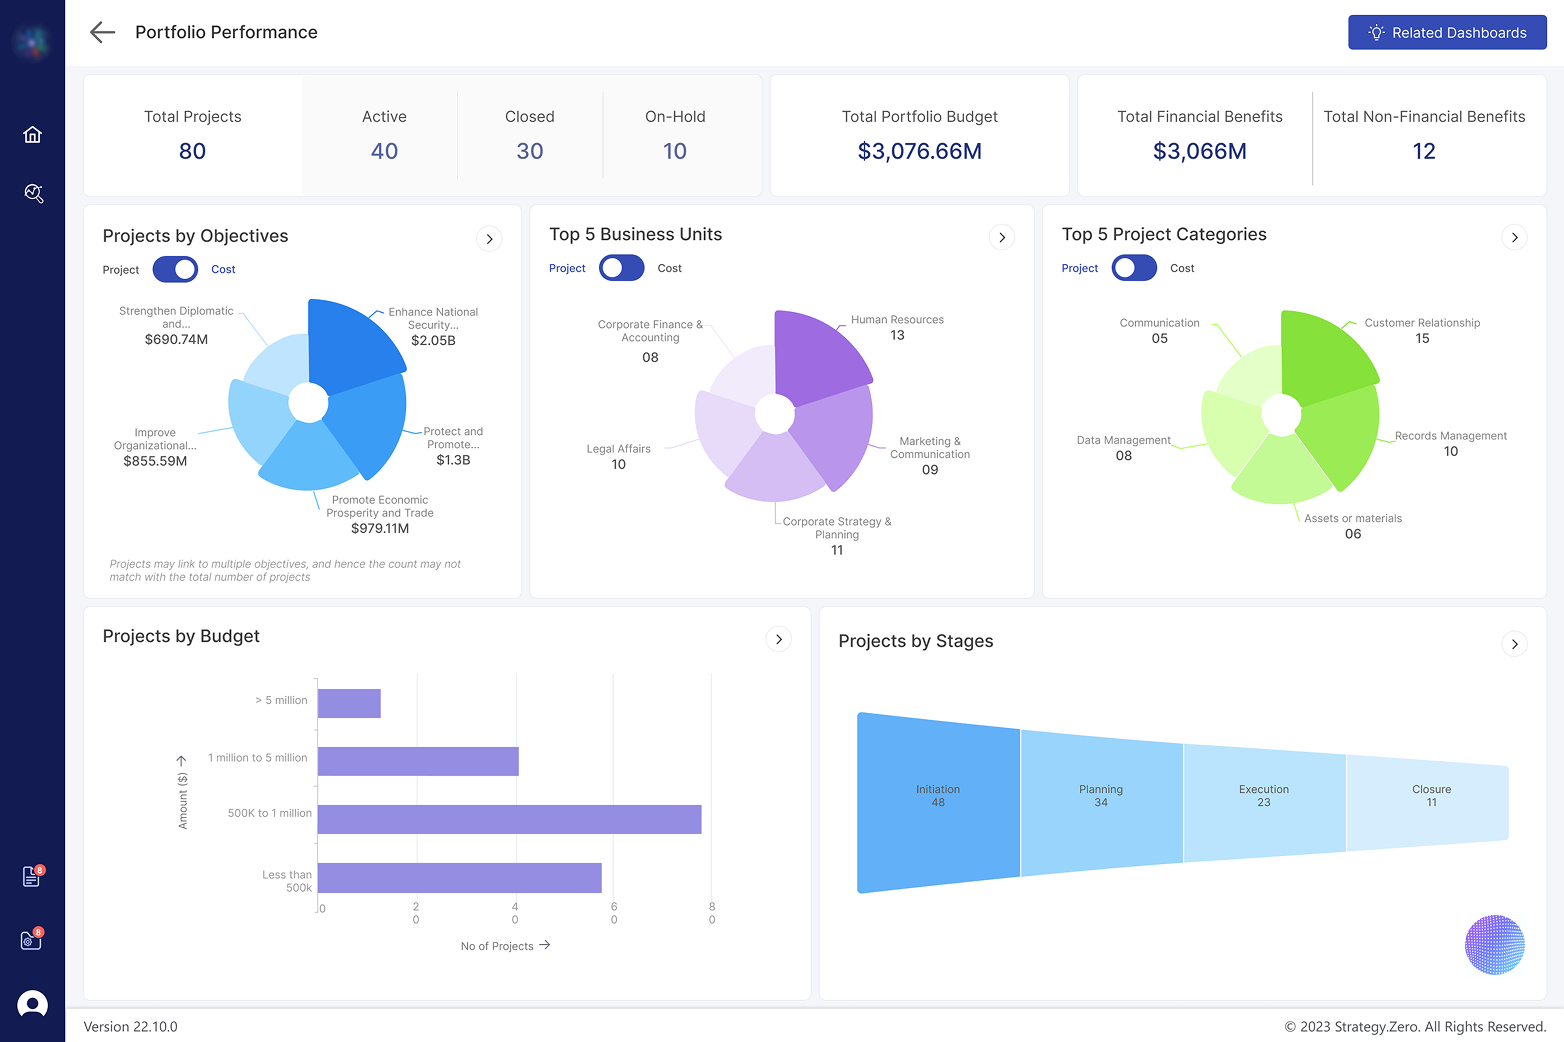 Portfolio Performance
Related Dashboards
Total Projects
80
Active
40
Closed
30
On-Hold
10
Total Portfolio Budget
$3,076.66M
Total Financial Benefits
$3,066M
Total Non-Financial Benefits
12
Projects by Objectives
Project
Cost
Strengthen Diplomatic
and...
$690.74M
Enhance National
Security...
$2.05B
Improve
Organizational...
$855.59M
Protect and
Promote...
$1.3B
Promote Economic
Prosperity and Trade
$979.11M
Projects may link to multiple objectives, and hence the count may not
match with the total number of projects
Top 5 Business Units
Project
Cost
Corporate Finance &
Accounting
08
Human Resources
13
Legal Affairs
10
Marketing &
Communication
09
Corporate Strategy &
Planning
11
Top 5 Project Categories
Project
Cost
Communication
05
Customer Relationship
15
Data Management
08
Records Management
10
Assets or materials
06
Projects by Budget
> 5 million
1 million to 5 million
500K to 1 million
Less than
500k
Amount ($)
0
20
40
60
80
No of Projects
Projects by Stages
Initiation
48
Planning
34
Execution
23
Closure
11
8
8
Version 22.10.0
© 2023 Strategy.Zero. All Rights Reserved.